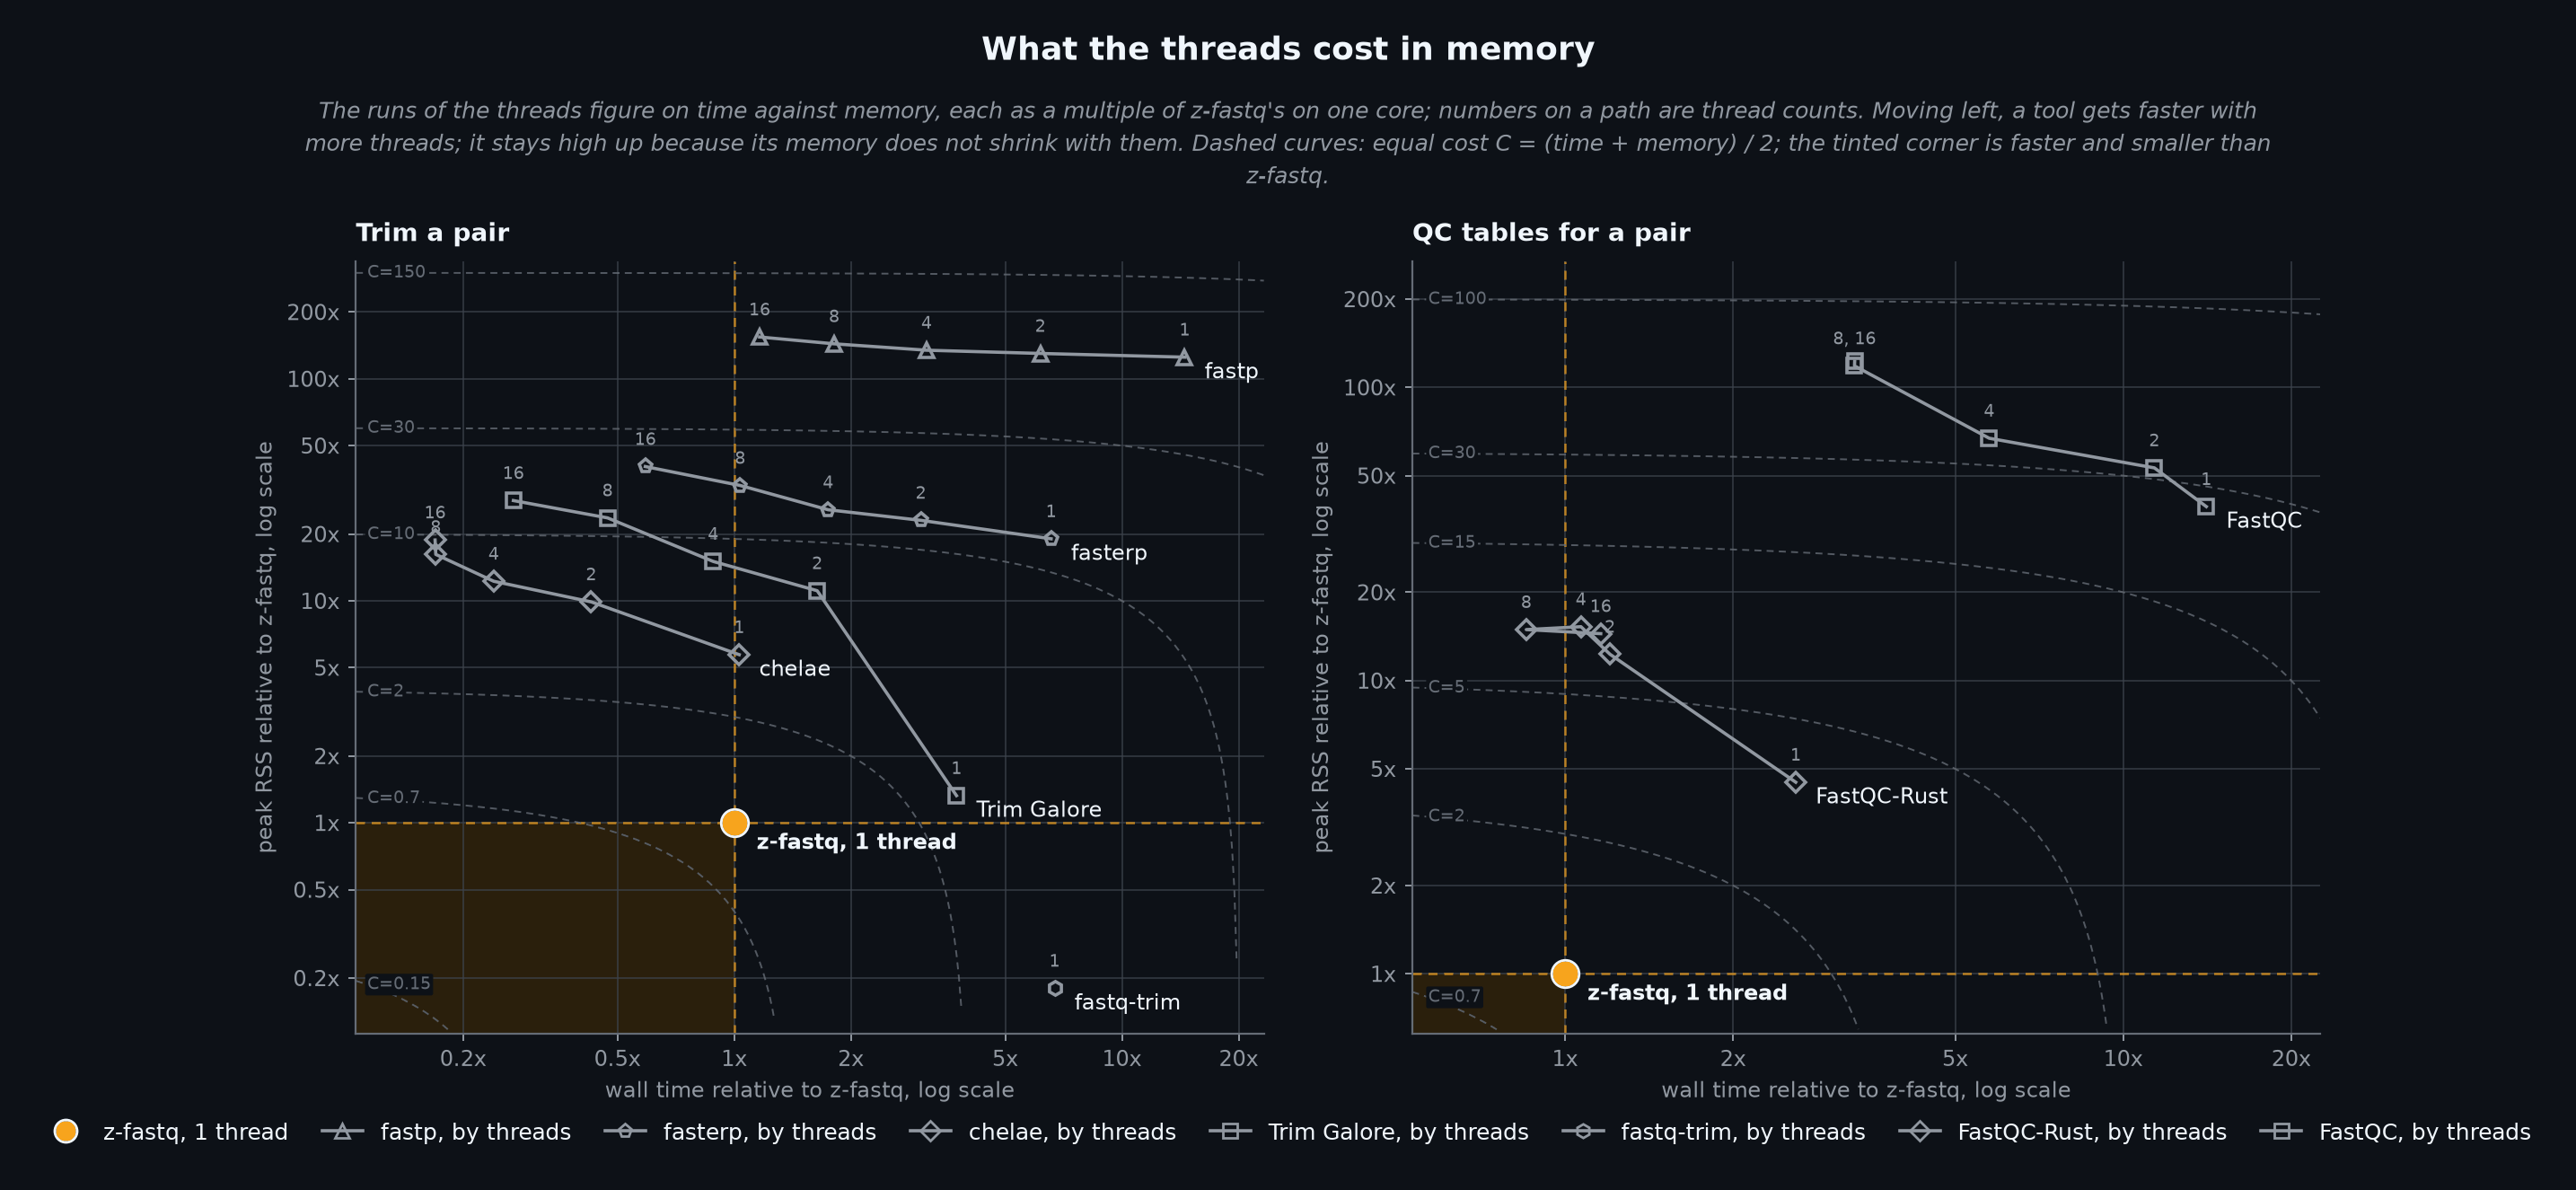 What the threads cost in memory
The runs of the threads figure on time against memory, each as a multiple of z-fastq's on one core; numbers on a path are thread counts. Moving left, a tool gets faster with
more threads; it stays high up because its memory does not shrink with them. Dashed curves: equal cost C = (time + memory) / 2; the tinted corner is faster and smaller than
z-fastq.
Trim a pair
peak RSS relative to z-fastq, log scale
200x
100x
50x
20x
10x
5x
2x
1x
0.5x
0.2x
C=150
C=30
C=10
C=2
C=0.7
C=0.15
16
8
4
2
1
fastp
16
8
4
2
1
fasterp
16
8
4
2
1
Trim Galore
16
8
4
2
1
chelae
z-fastq, 1 thread
1
fastq-trim
0.2x
0.5x
1x
2x
5x
10x
20x
wall time relative to z-fastq, log scale
QC tables for a pair
peak RSS relative to z-fastq, log scale
200x
100x
50x
20x
10x
5x
2x
1x
C=100
C=30
C=15
C=5
C=2
C=0.7
8, 16
4
2
1
FastQC
8
4
16
2
1
FastQC-Rust
z-fastq, 1 thread
1x
2x
5x
10x
20x
wall time relative to z-fastq, log scale
z-fastq, 1 thread
fastp, by threads
fasterp, by threads
chelae, by threads
Trim Galore, by threads
fastq-trim, by threads
FastQC-Rust, by threads
FastQC, by threads